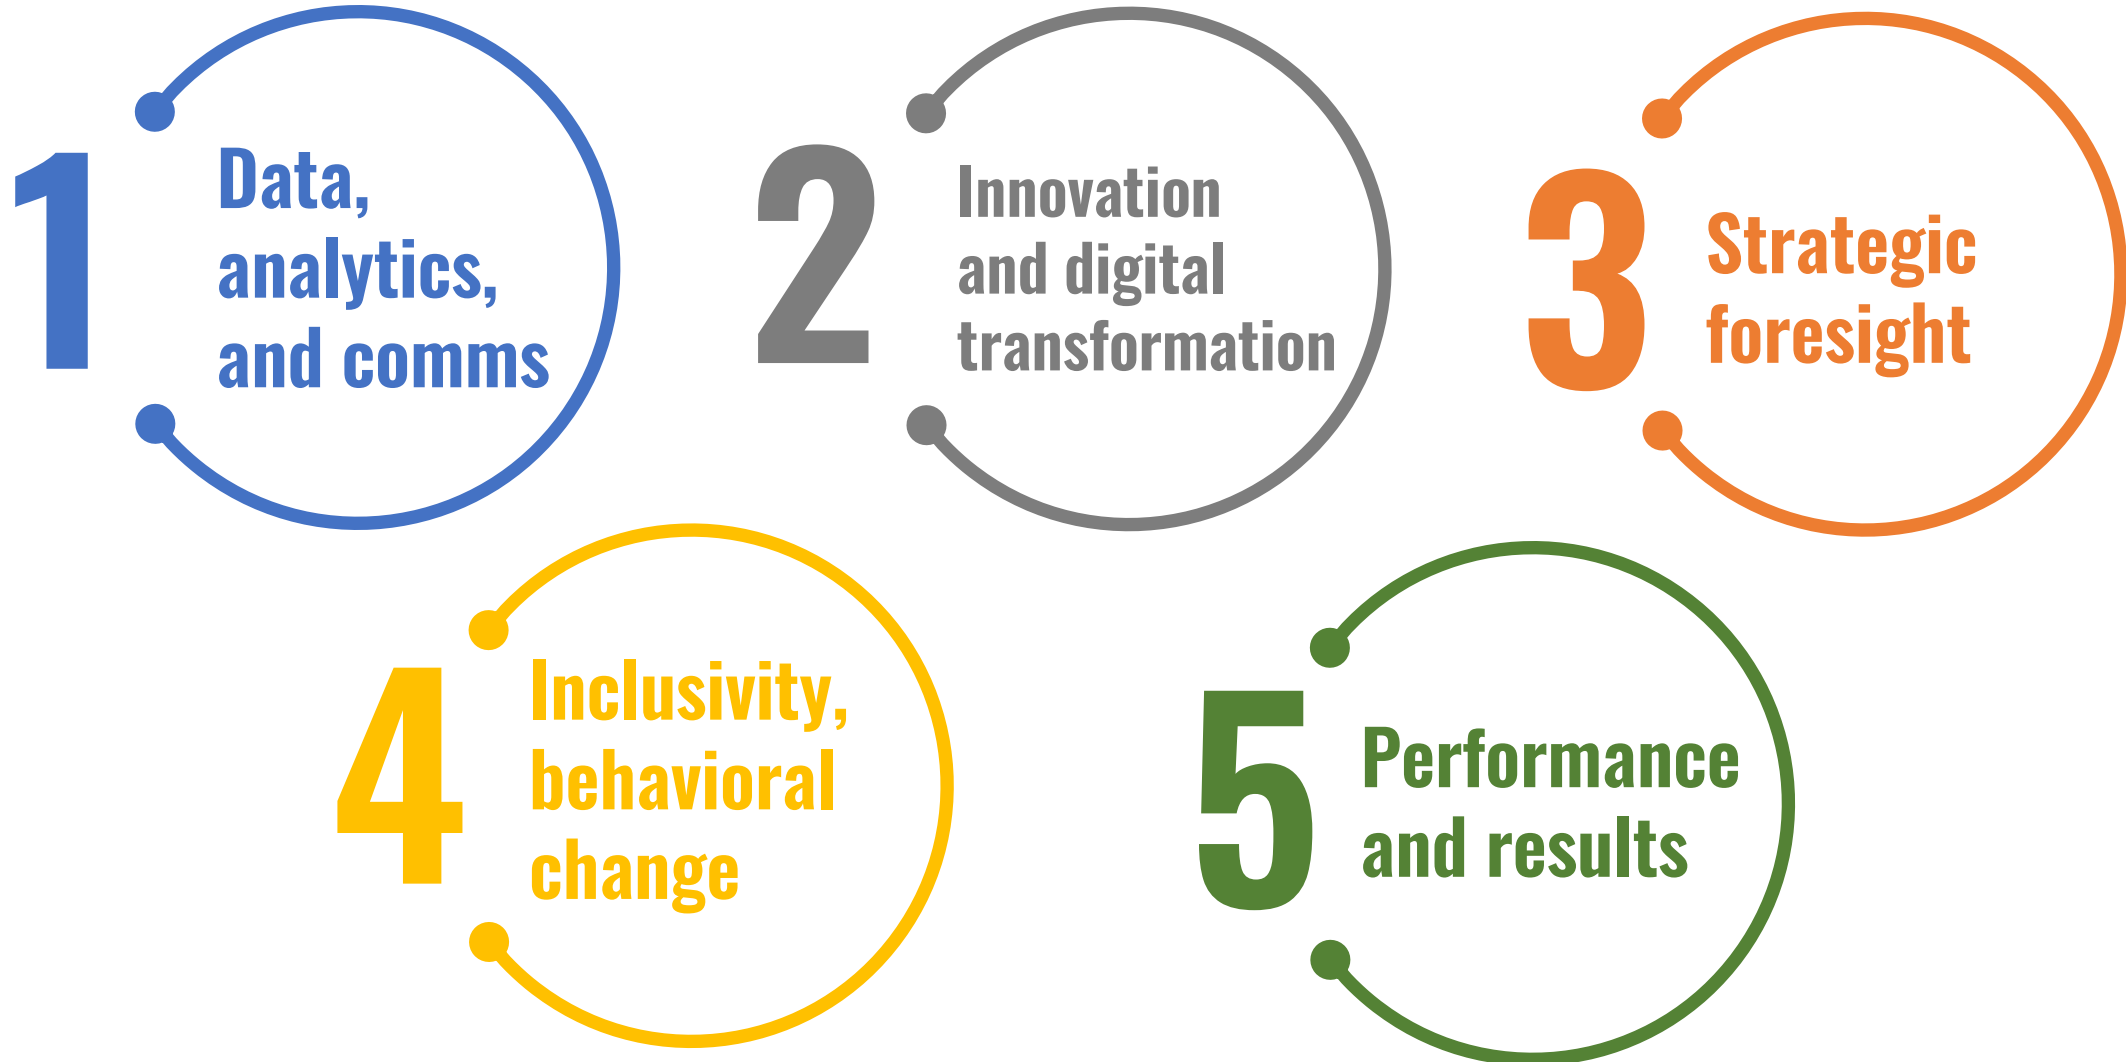 1
Data,
analytics,
and comms
2
Innovation
and digital
transformation
3
Strategic
foresight
4
Inclusivity,
behavioral
change
5
Performance
and results